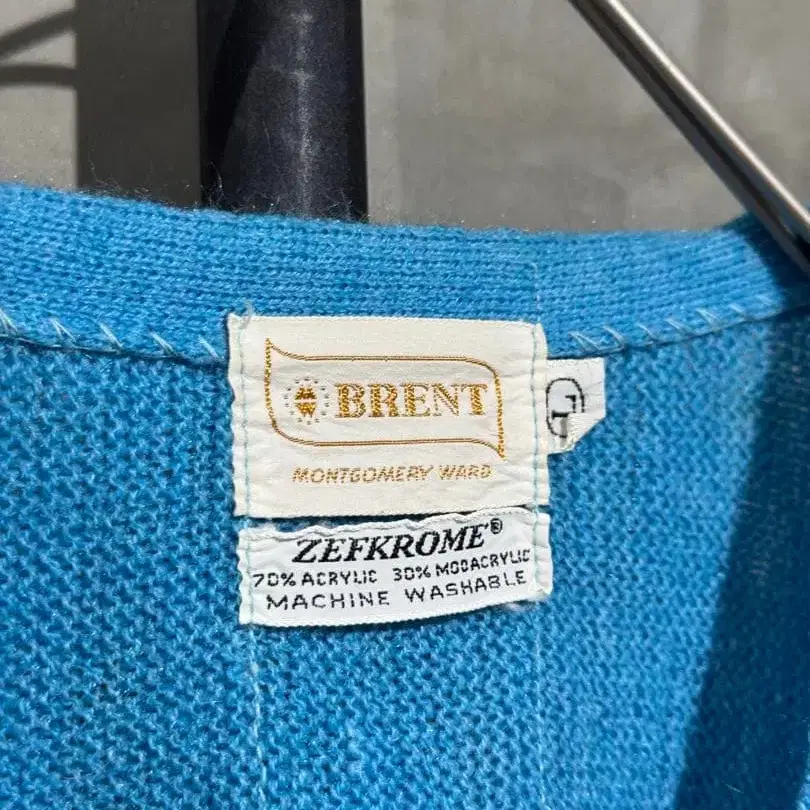 BRENT
MONTGOMERY WARD
ZEFKROME®
70% ACRYLIC 30% MODACRYLIC
MACHINE WASHABLE